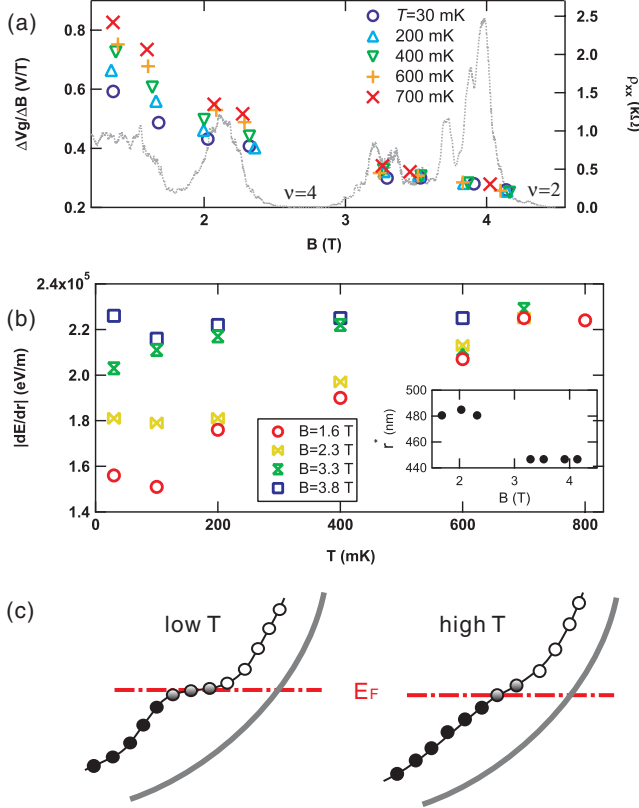 (a)
0.8
0.6
0.4
0.2
ΔVg/ΔB (V/T)
T=30 mK
200 mK
400 mK
600 mK
700 mK
2.5
2.0
1.5
1.0
0.5
0.0
ρxx (KΩ)
ν=4
ν=2
2 3 4
B (T)
(b)
2.4x10⁵
2.2
2.0
1.8
1.6
1.4
|dE/dr| (eV/m)
B=1.6 T
B=2.3 T
B=3.3 T
B=3.8 T
500
480
460
440
r* (nm)
2 3 4
B (T)
0 200 400 600 800
T (mK)
(c)
low T
high T
EF